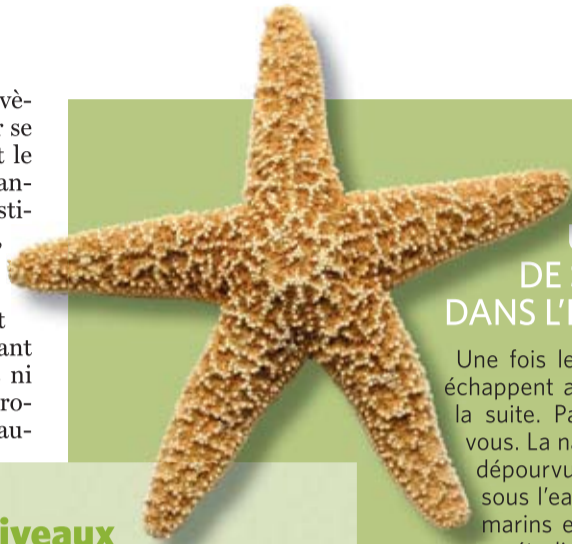 vè-
r se
t le
an-
sti-
t
ant
ni
ro-
au-
iveaux
DE
DANS L'
Une fois le
échappent a
la suite. Pa
vous. La na
dépourvu
sous l'ea
marins e